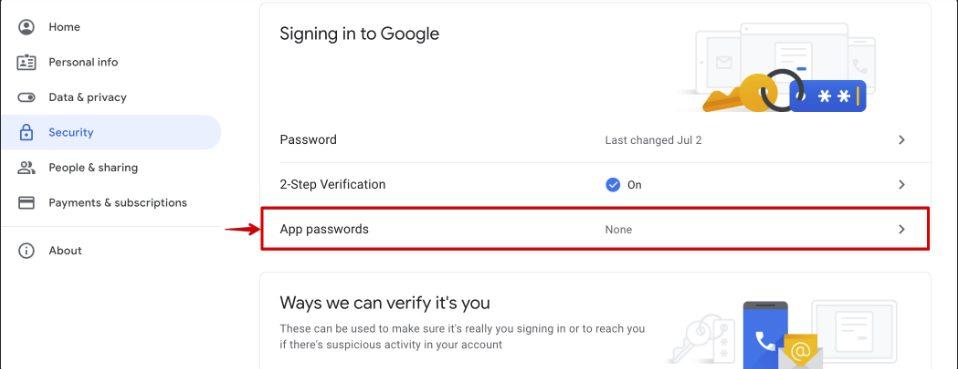 Home
Personal info
Data & privacy
Security
People & sharing
Payments & subscriptions
About
Signing in to Google
**
Password Last changed Jul 2
2-Step Verification On
App passwords None
Ways we can verify it's you
These can be used to make sure it's really you signing in or to reach you
if there's suspicious activity in your account
@